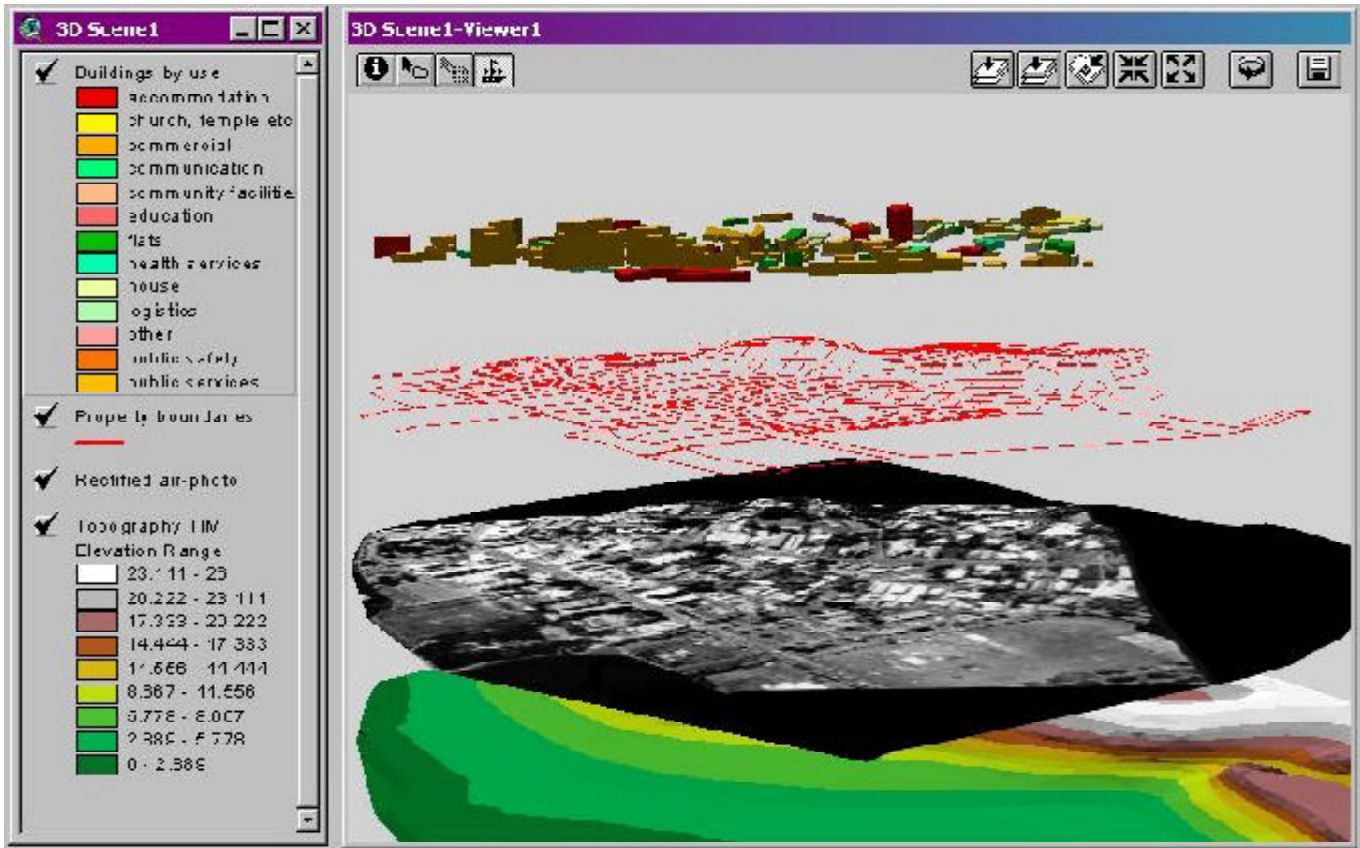 3D Scene1
3D Scene1-Viewer1
Buildings by use
accommodation
church, temple etc
commercial
communication
community facilitie
education
flats
health services
house
logistics
other
public safety
public services
Property boundaries
Rectified air-photo
Topography TIM
Elevation Range
23.111 - 26
20.222 - 23.111
17.333 - 20.222
14.444 - 17.333
11.556 - 14.444
8.667 - 11.556
5.778 - 8.667
2.889 - 5.778
0 - 2.889